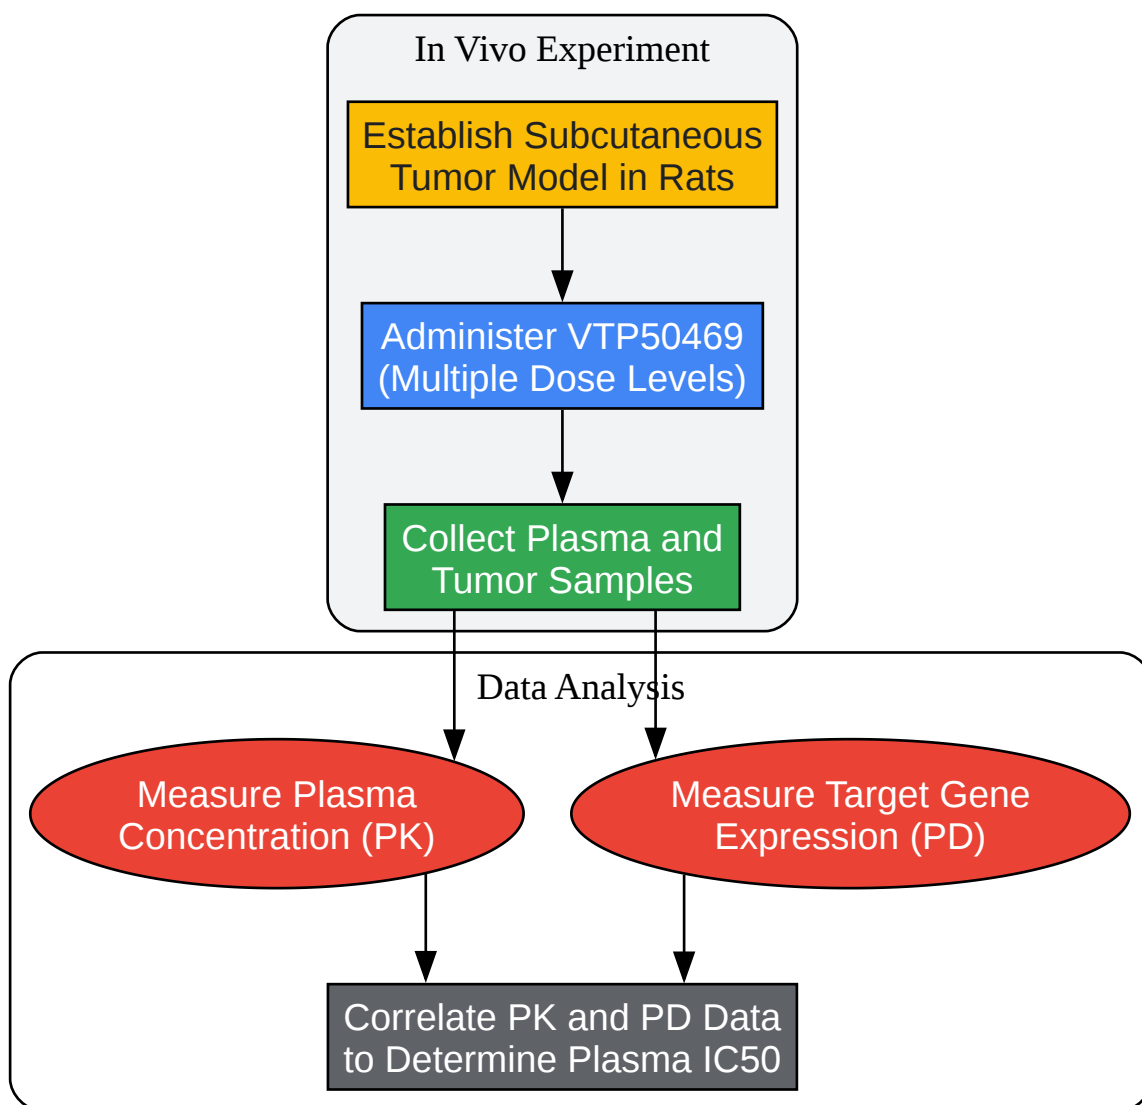 In Vivo Experiment
Establish Subcutaneous
Tumor Model in Rats
Administer VTP50469
(Multiple Dose Levels)
Collect Plasma and
Tumor Samples
Data Analysis
Measure Plasma
Concentration (PK)
Measure Target Gene
Expression (PD)
Correlate PK and PD Data
to Determine Plasma IC50